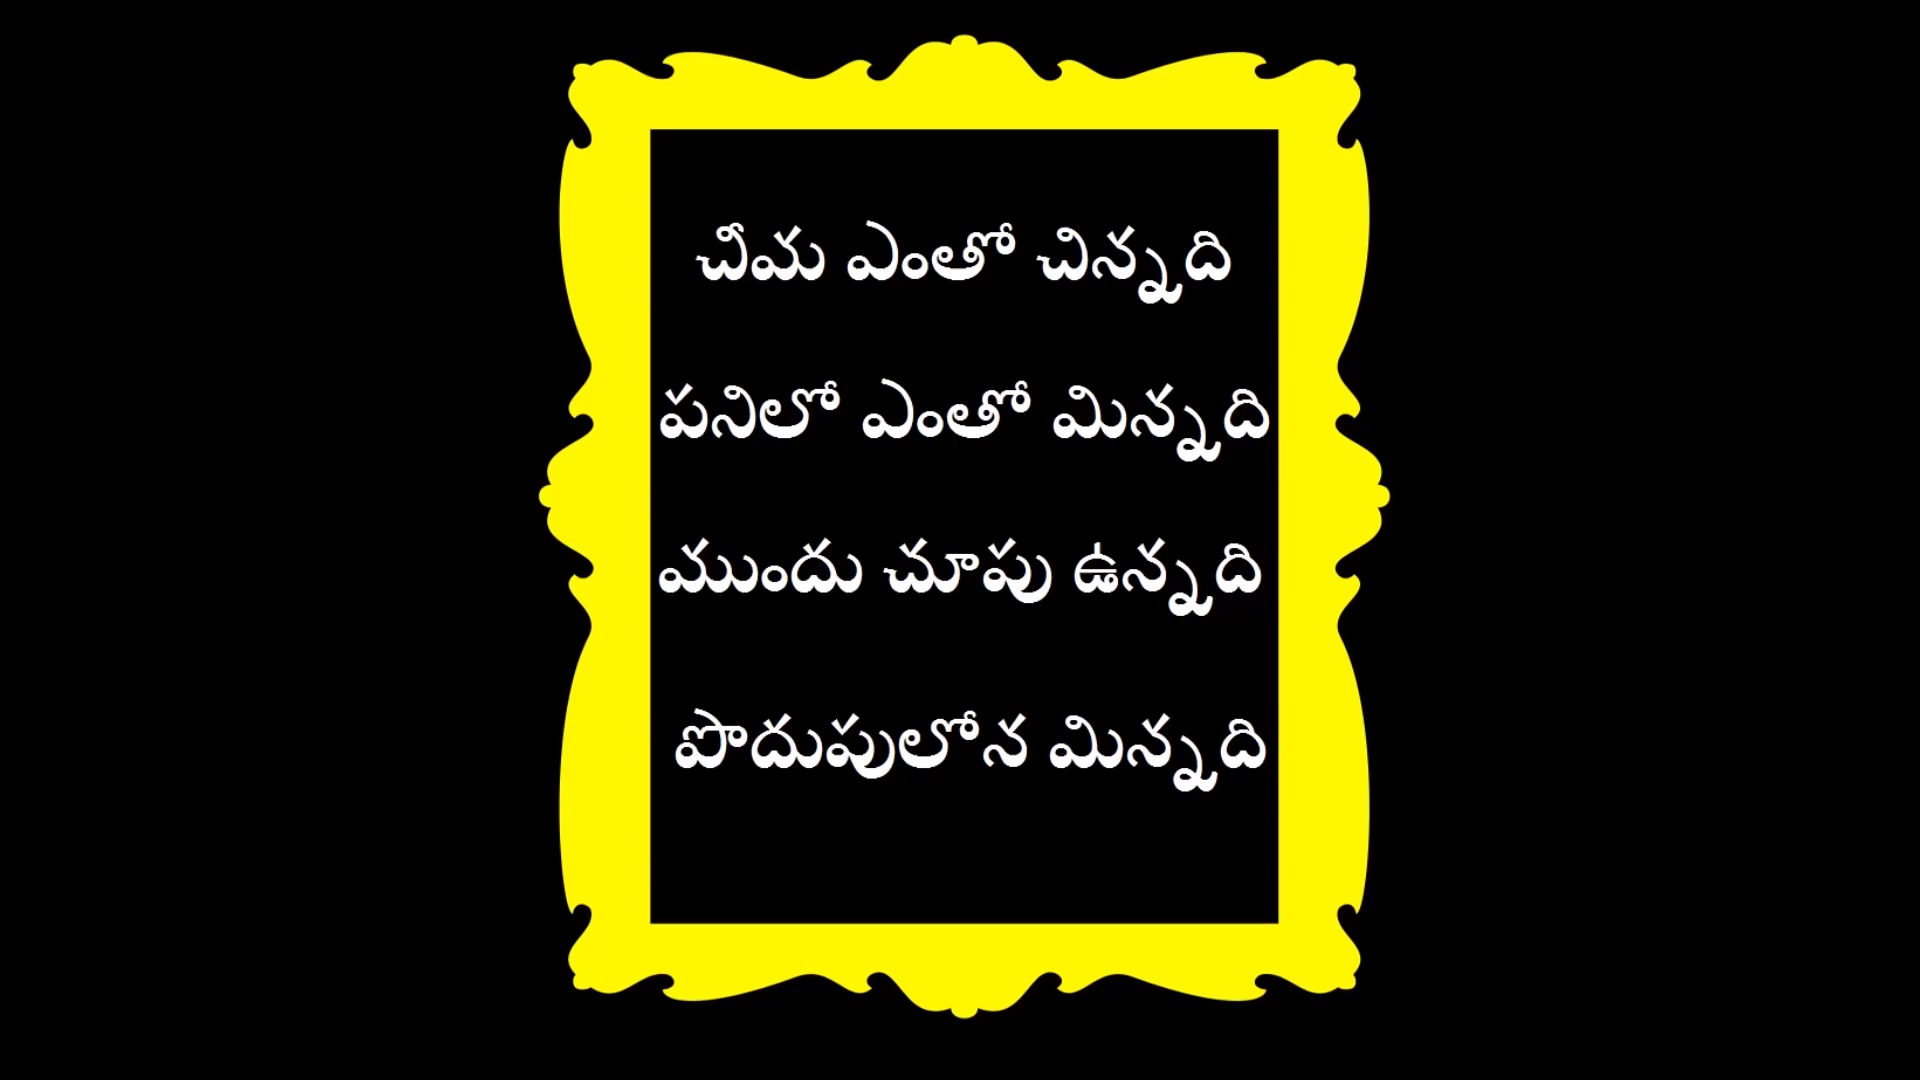 చీమ ఎంతో చిన్నది
పనిలో ఎంతో మిన్నది
ముందు చూపు ఉన్నది
పొదుపులోన మిన్నది